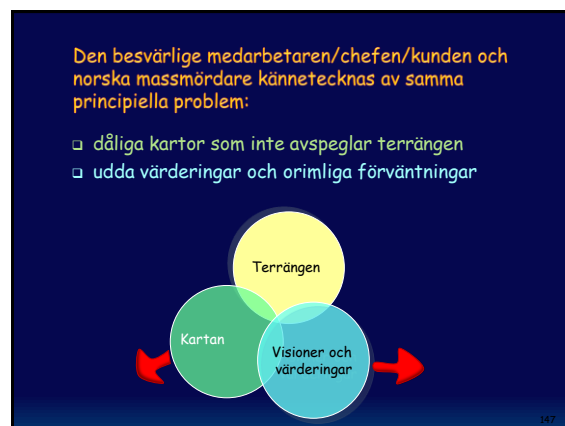 Den besvärlige medarbetaren/chefen/kunden och
norska massmördare kännetecknas av samma
principiella problem:
❑ dåliga kartor som inte avspeglar terrängen
❑ udda värderingar och orimliga förväntningar
Terrängen
Kartan
Visioner och
värderingar
147